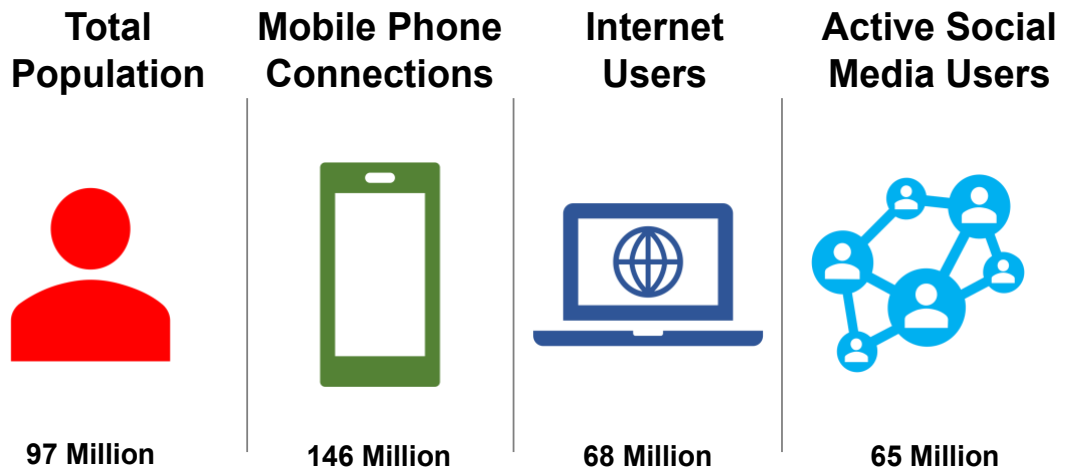 Total
Population
Mobile Phone
Connections
Internet
Users
Active Social
Media Users
97 Million
146 Million
68 Million
65 Million